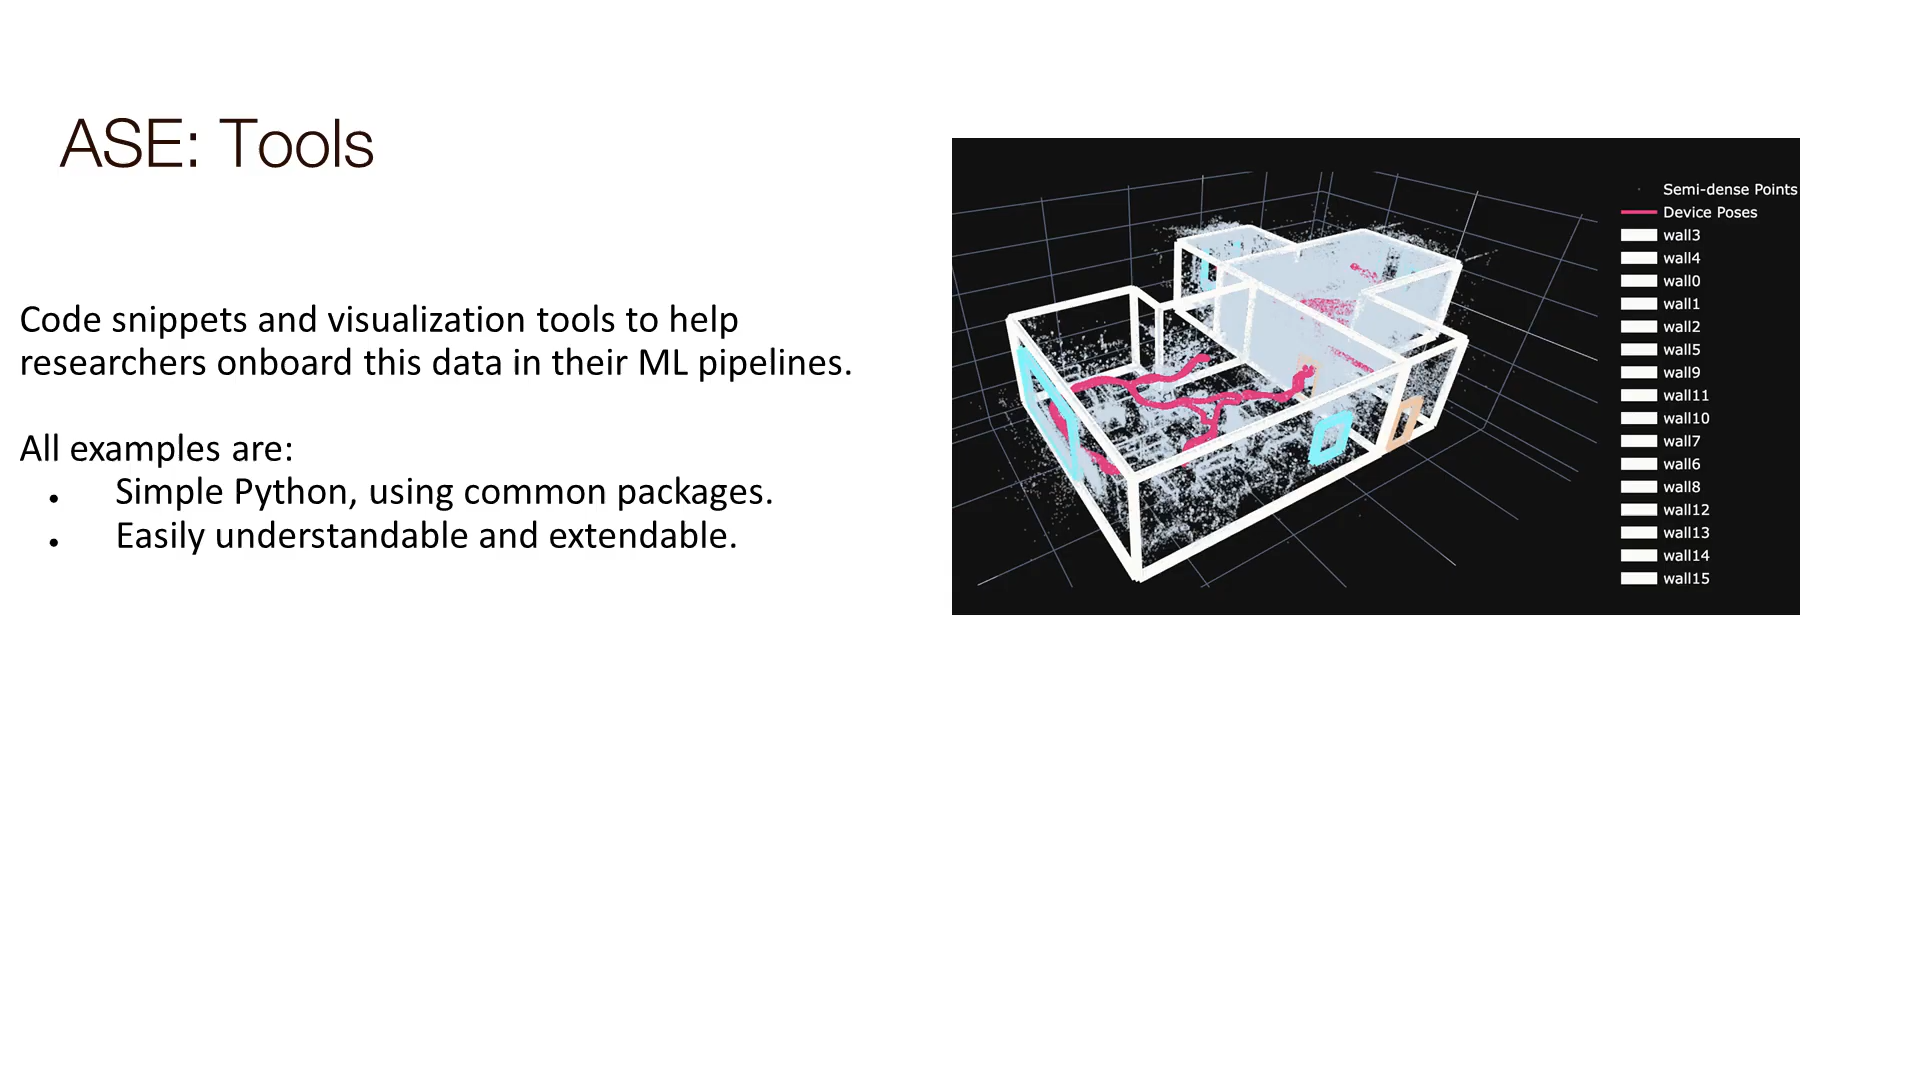 ASE: Tools
Code snippets and visualization tools to help
researchers onboard this data in their ML pipelines.
All examples are:
• Simple Python, using common packages.
• Easily understandable and extendable.
Semi-dense Points
Device Poses
wall3
wall4
wall0
wall1
wall2
wall5
wall9
wall11
wall10
wall7
wall6
wall8
wall12
wall13
wall14
wall15